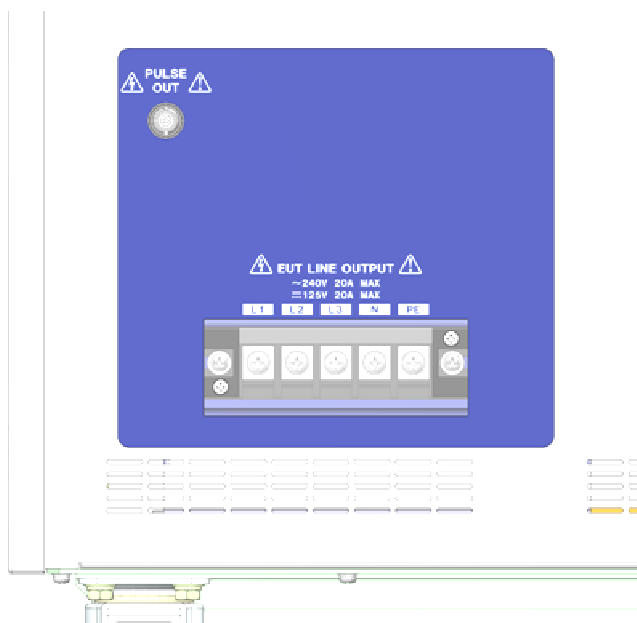 PULSE
OUT
EUT LINE OUTPUT
~240V 20A MAX
⎓125V 20A MAX
L1 L2 L3 N PE